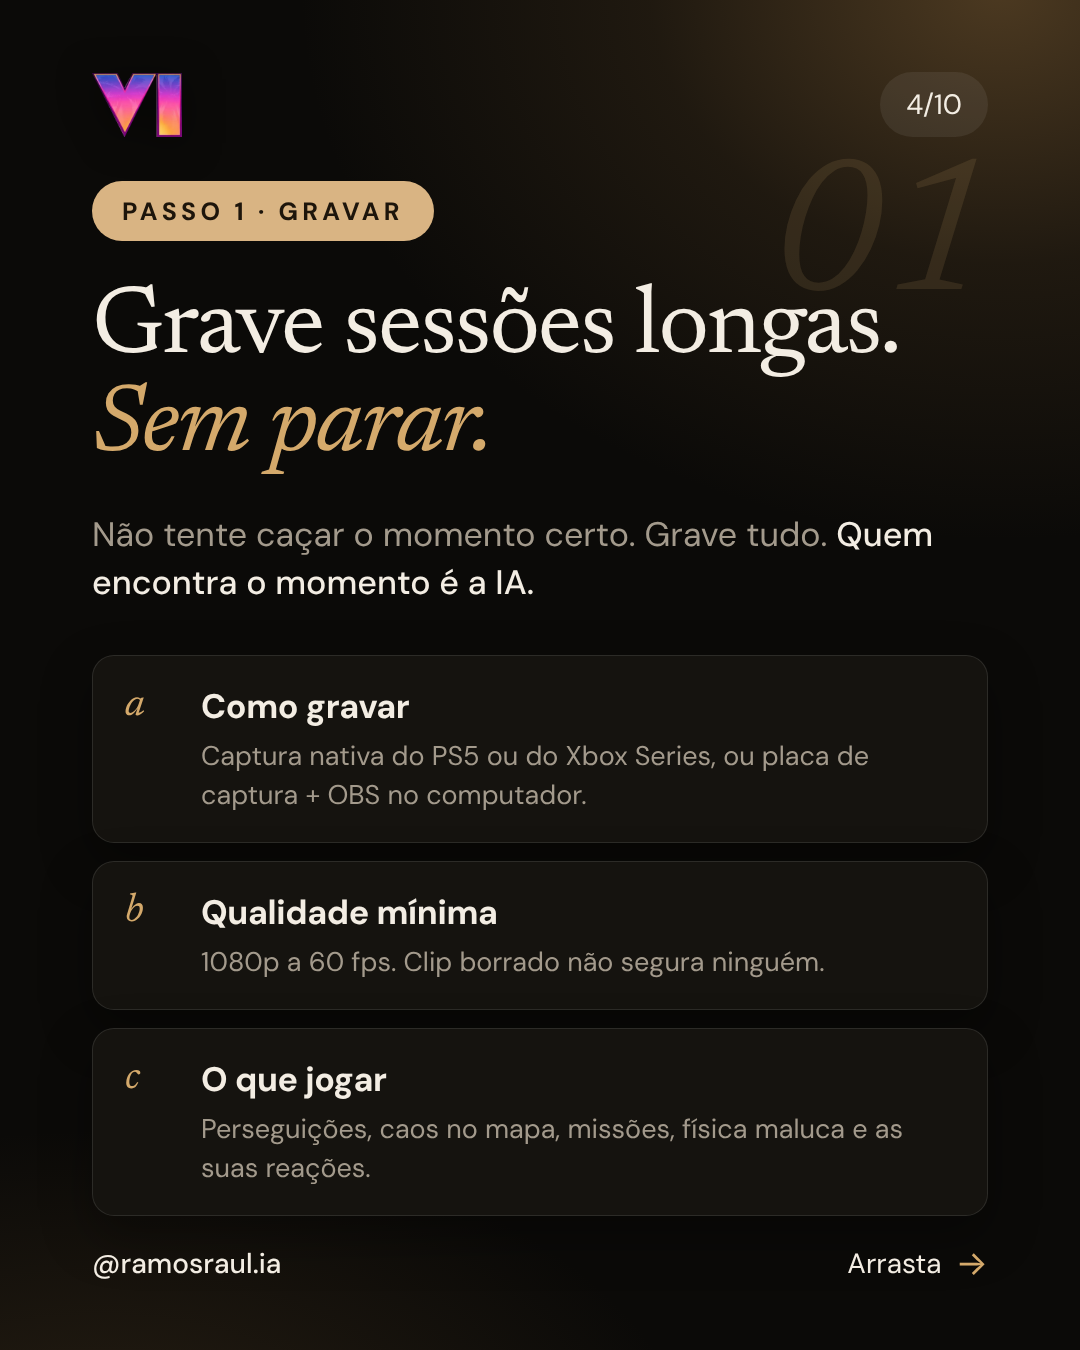 VI
4/10
01
PASSO 1 · GRAVAR
Grave sessões longas.
Sem parar.
Não tente caçar o momento certo. Grave tudo. Quem
encontra o momento é a IA.
a
Como gravar
Captura nativa do PS5 ou do Xbox Series, ou placa de
captura + OBS no computador.
b
Qualidade mínima
1080p a 60 fps. Clip borrado não segura ninguém.
c
O que jogar
Perseguições, caos no mapa, missões, física maluca e as
suas reações.
@ramosraul.ia
Arrasta →